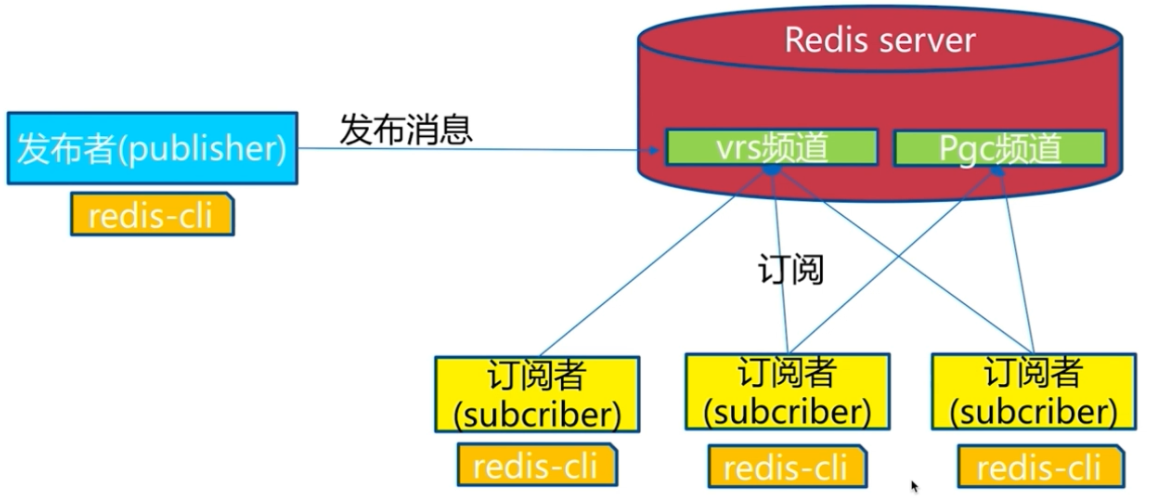 Redis server
发布者(publisher)
发布消息
vrs频道
Pgc频道
redis-cli
订阅
订阅者
(subcriber)
订阅者
(subcriber)
订阅者
(subcriber)
redis-cli
redis-cli
redis-cli